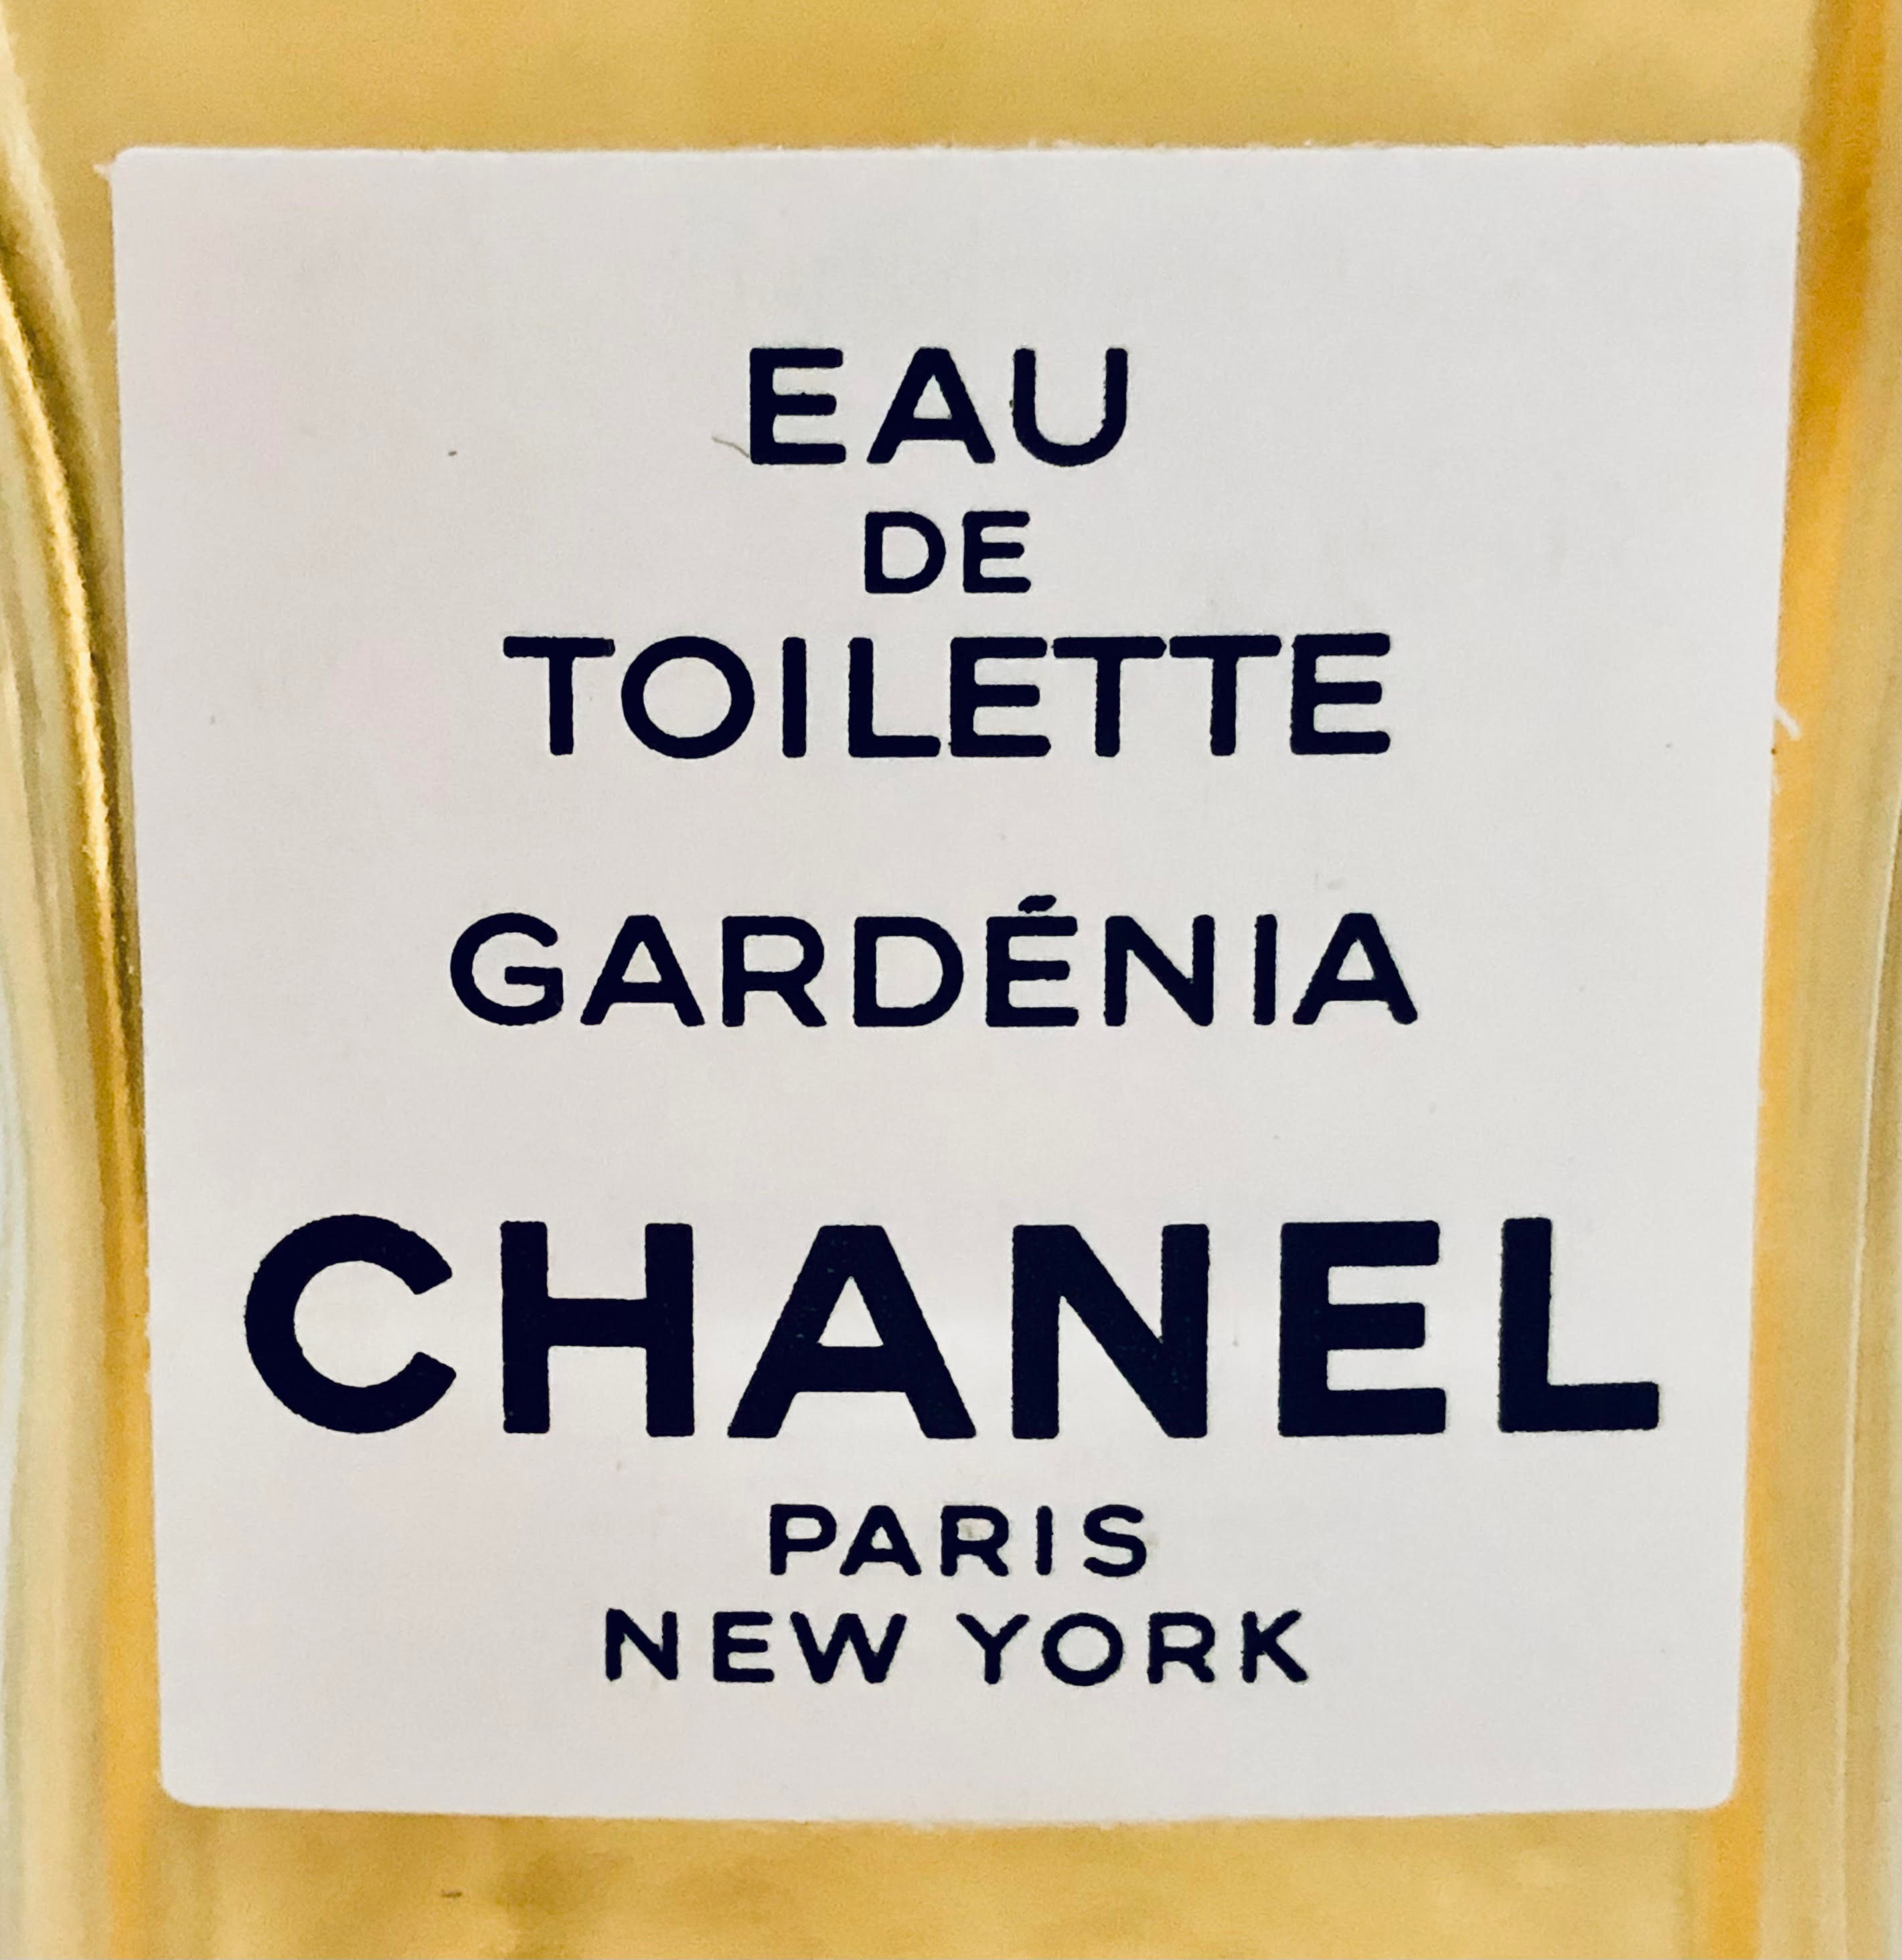 EAU
DE
TOILETTE
GARDÉNIA
CHANEL
PARIS
NEW YORK